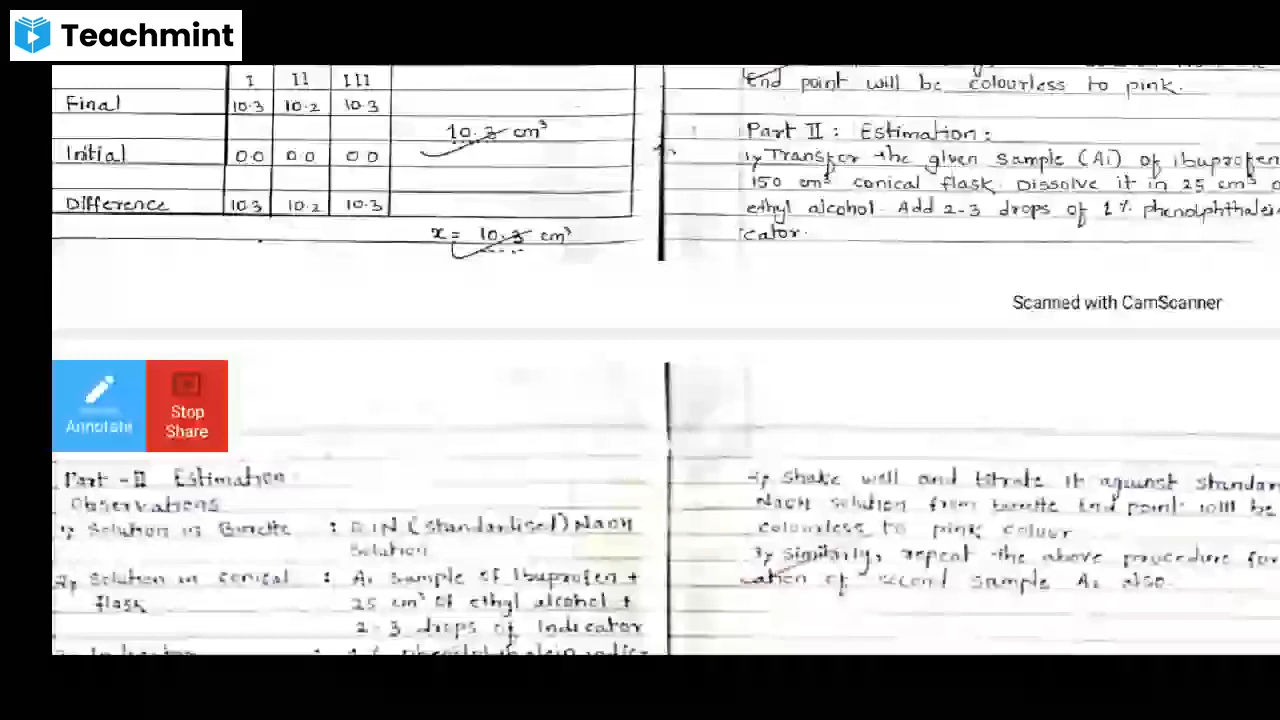 Teachmint
I II III
Final 10.3 10.2 10.3
10.3 cm³
Initial 0.0 0.0 0.0
Difference 10.3 10.2 10.3
x = 10.3 cm³
End point will be colourless to pink.
Part II : Estimation :
1) Transfer the given sample (A1) of ibuprofen
150 cm³ conical flask. Dissolve it in 25 cm³
ethyl alcohol. Add 2-3 drops of 1% phenolphthalein
cator.
Scanned with CamScanner
Annotate
Stop
Share
Part - II Estimation
Observations
1) Solution in Burette : 0.1N (standardised) NaOH
solution
2) Solution in conical : A1 sample of Ibuprofen +
flask 25 cm³ of ethyl alcohol +
2-3 drops of Indicator
: 1% phenolphthalein indic-
shake well and titrate it against standar
NaOH solution from burette End point will be
colourless to pink colour
3) similarly, repeat the above procedure for
ation of second sample A2 also.